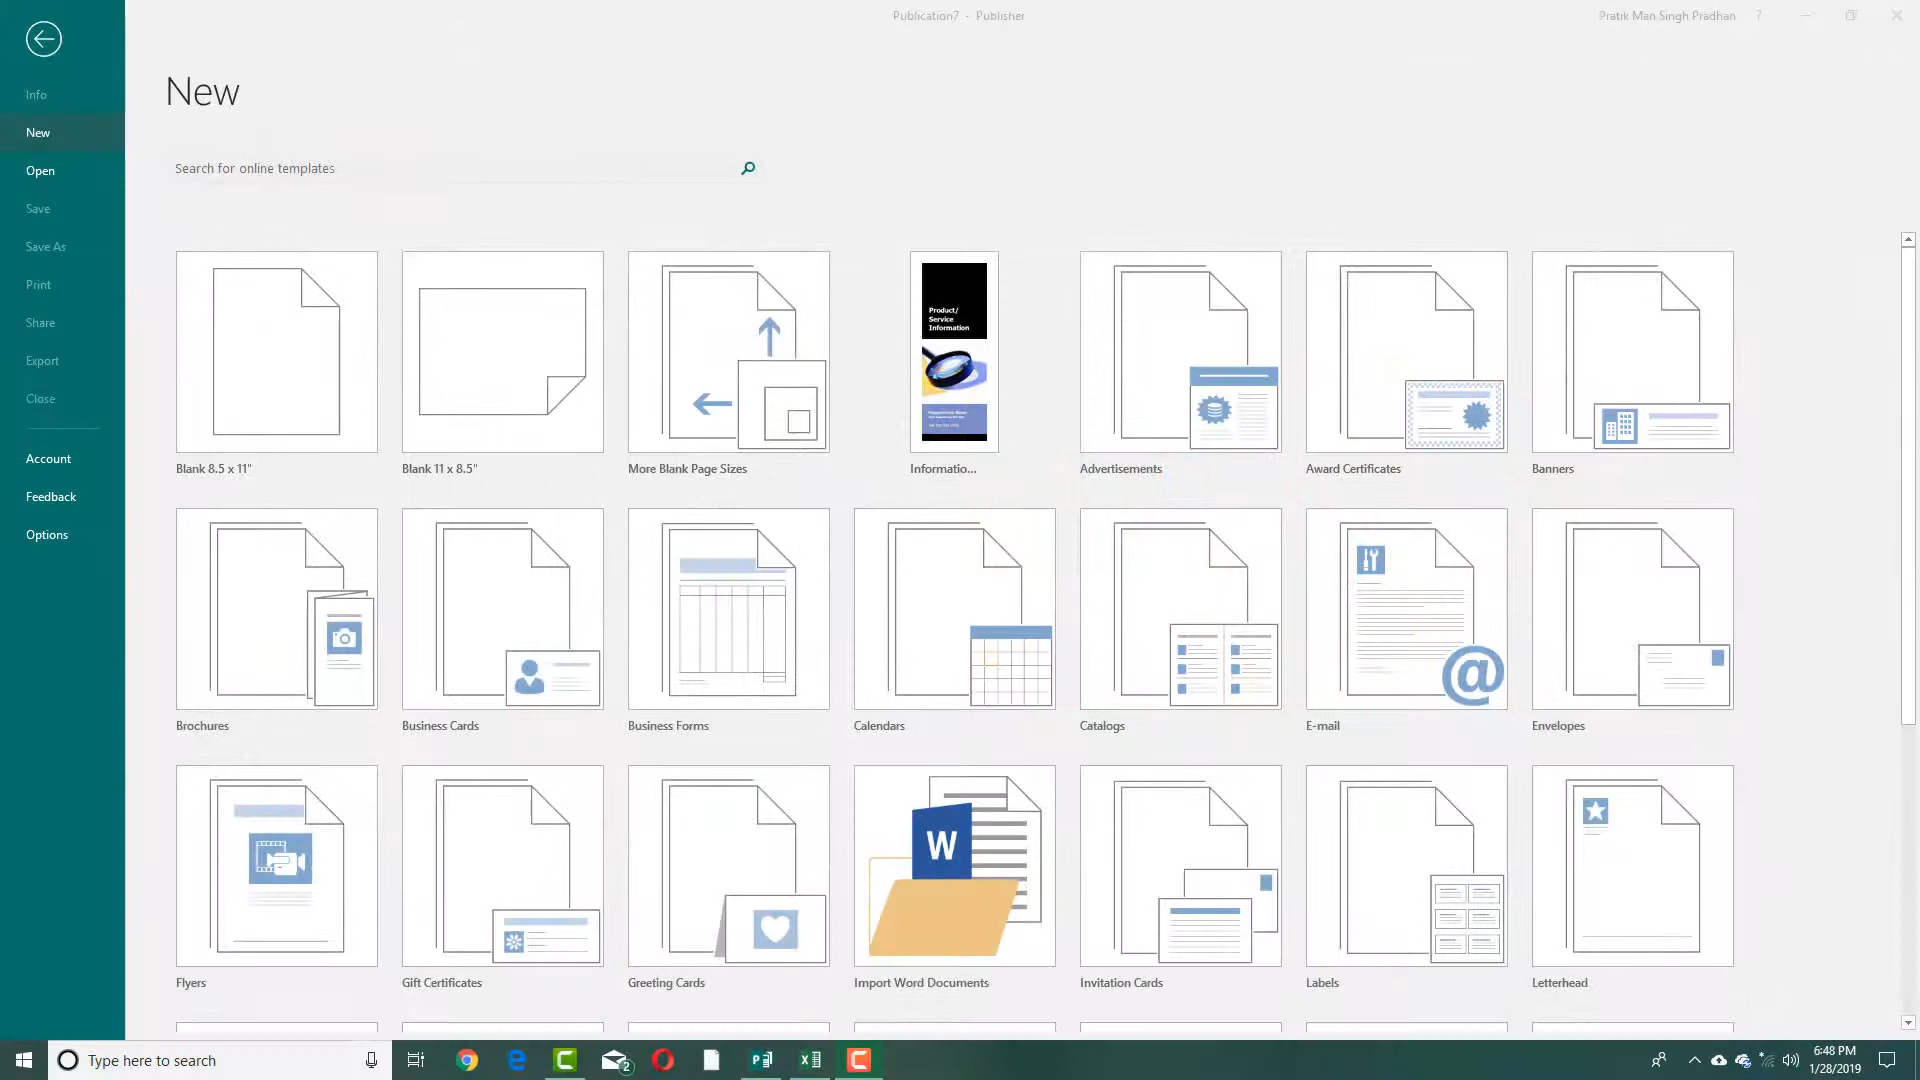 Publication7 - Publisher
Pratik Man Singh Pradhan
?
Info
New
Open
Save
Save As
Print
Share
Export
Close
Account
Feedback
Options
New
Search for online templates
Product/
Service
Information
Blank 8.5 x 11"
Blank 11 x 8.5"
More Blank Page Sizes
Informatio...
Advertisements
Award Certificates
Banners
@
Brochures
Business Cards
Business Forms
Calendars
Catalogs
E-mail
Envelopes
W
Flyers
Gift Certificates
Greeting Cards
Import Word Documents
Invitation Cards
Labels
Letterhead
Type here to search
2
6:48 PM
1/28/2019